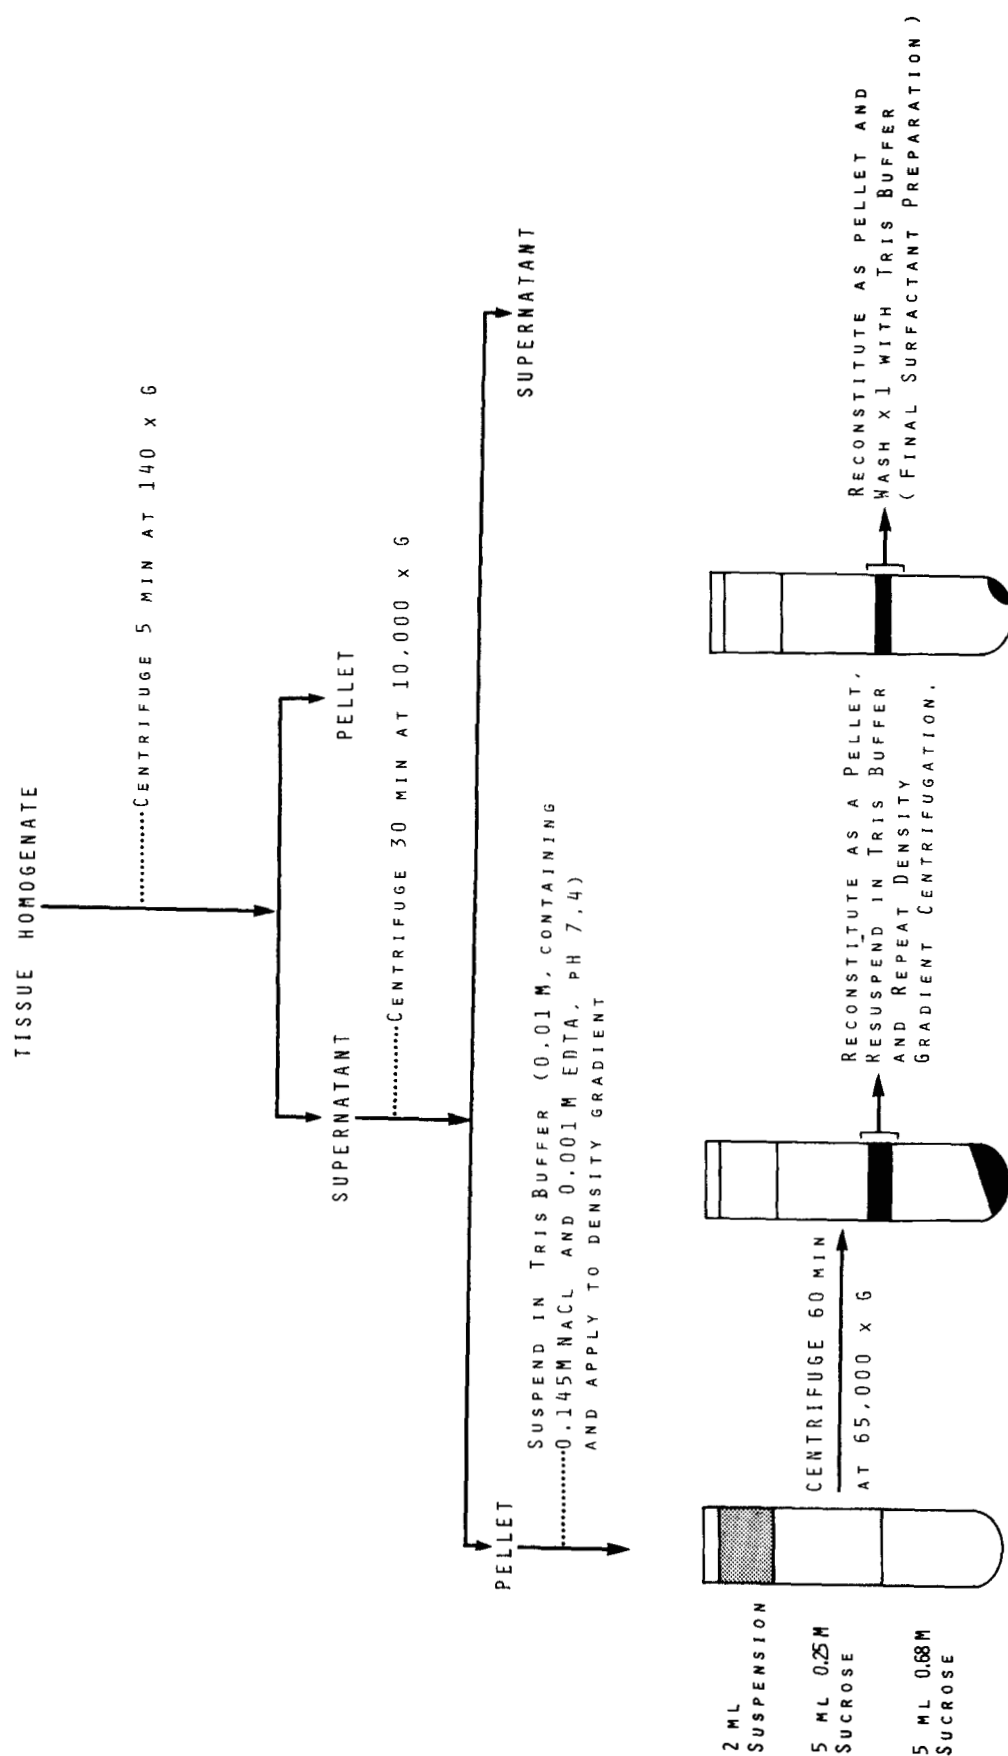 TISSUE HOMOGENATE
CENTRIFUGE 5 MIN AT 140 X G
SUPERNATANT
PELLET
CENTRIFUGE 30 MIN AT 10,000 X G
PELLET
SUPERNATANT
SUSPEND IN TRIS BUFFER (0.01 M, CONTAINING
0.145M NACL AND 0.001M EDTA, PH 7.4)
AND APPLY TO DENSITY GRADIENT
2 ML
SUSPENSION
5 ML 0.25M
SUCROSE
5 ML 0.68M
SUCROSE
CENTRIFUGE 60 MIN
AT 65,000 X G
RECONSTITUTE AS A PELLET,
RESUSPEND IN TRIS BUFFER
AND REPEAT DENSITY
GRADIENT CENTRIFUGATION.
RECONSTITUTE AS PELLET AND
WASH X 1 WITH TRIS BUFFER
(FINAL SURFACTANT PREPARATION)